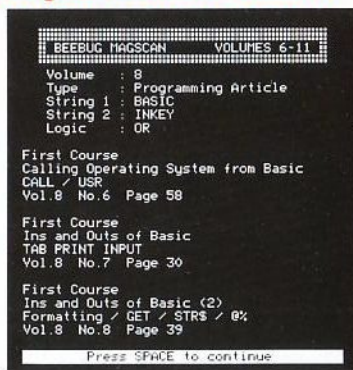 BEEBUG MAGSCAN VOLUMES 6-11
Volume : 8
Type : Programming Article
String 1 : BASIC
String 2 : INKEY
Logic : OR
First Course
Calling Operating System from Basic
CALL / USR
Vol.8 No.6 Page 58
First Course
Ins and Outs of Basic
TAB PRINT INPUT
Vol.8 No.7 Page 30
First Course
Ins and Outs of Basic (2)
Formatting / GET / STR$ / @%
Vol.8 No.8 Page 39
Press SPACE to continue